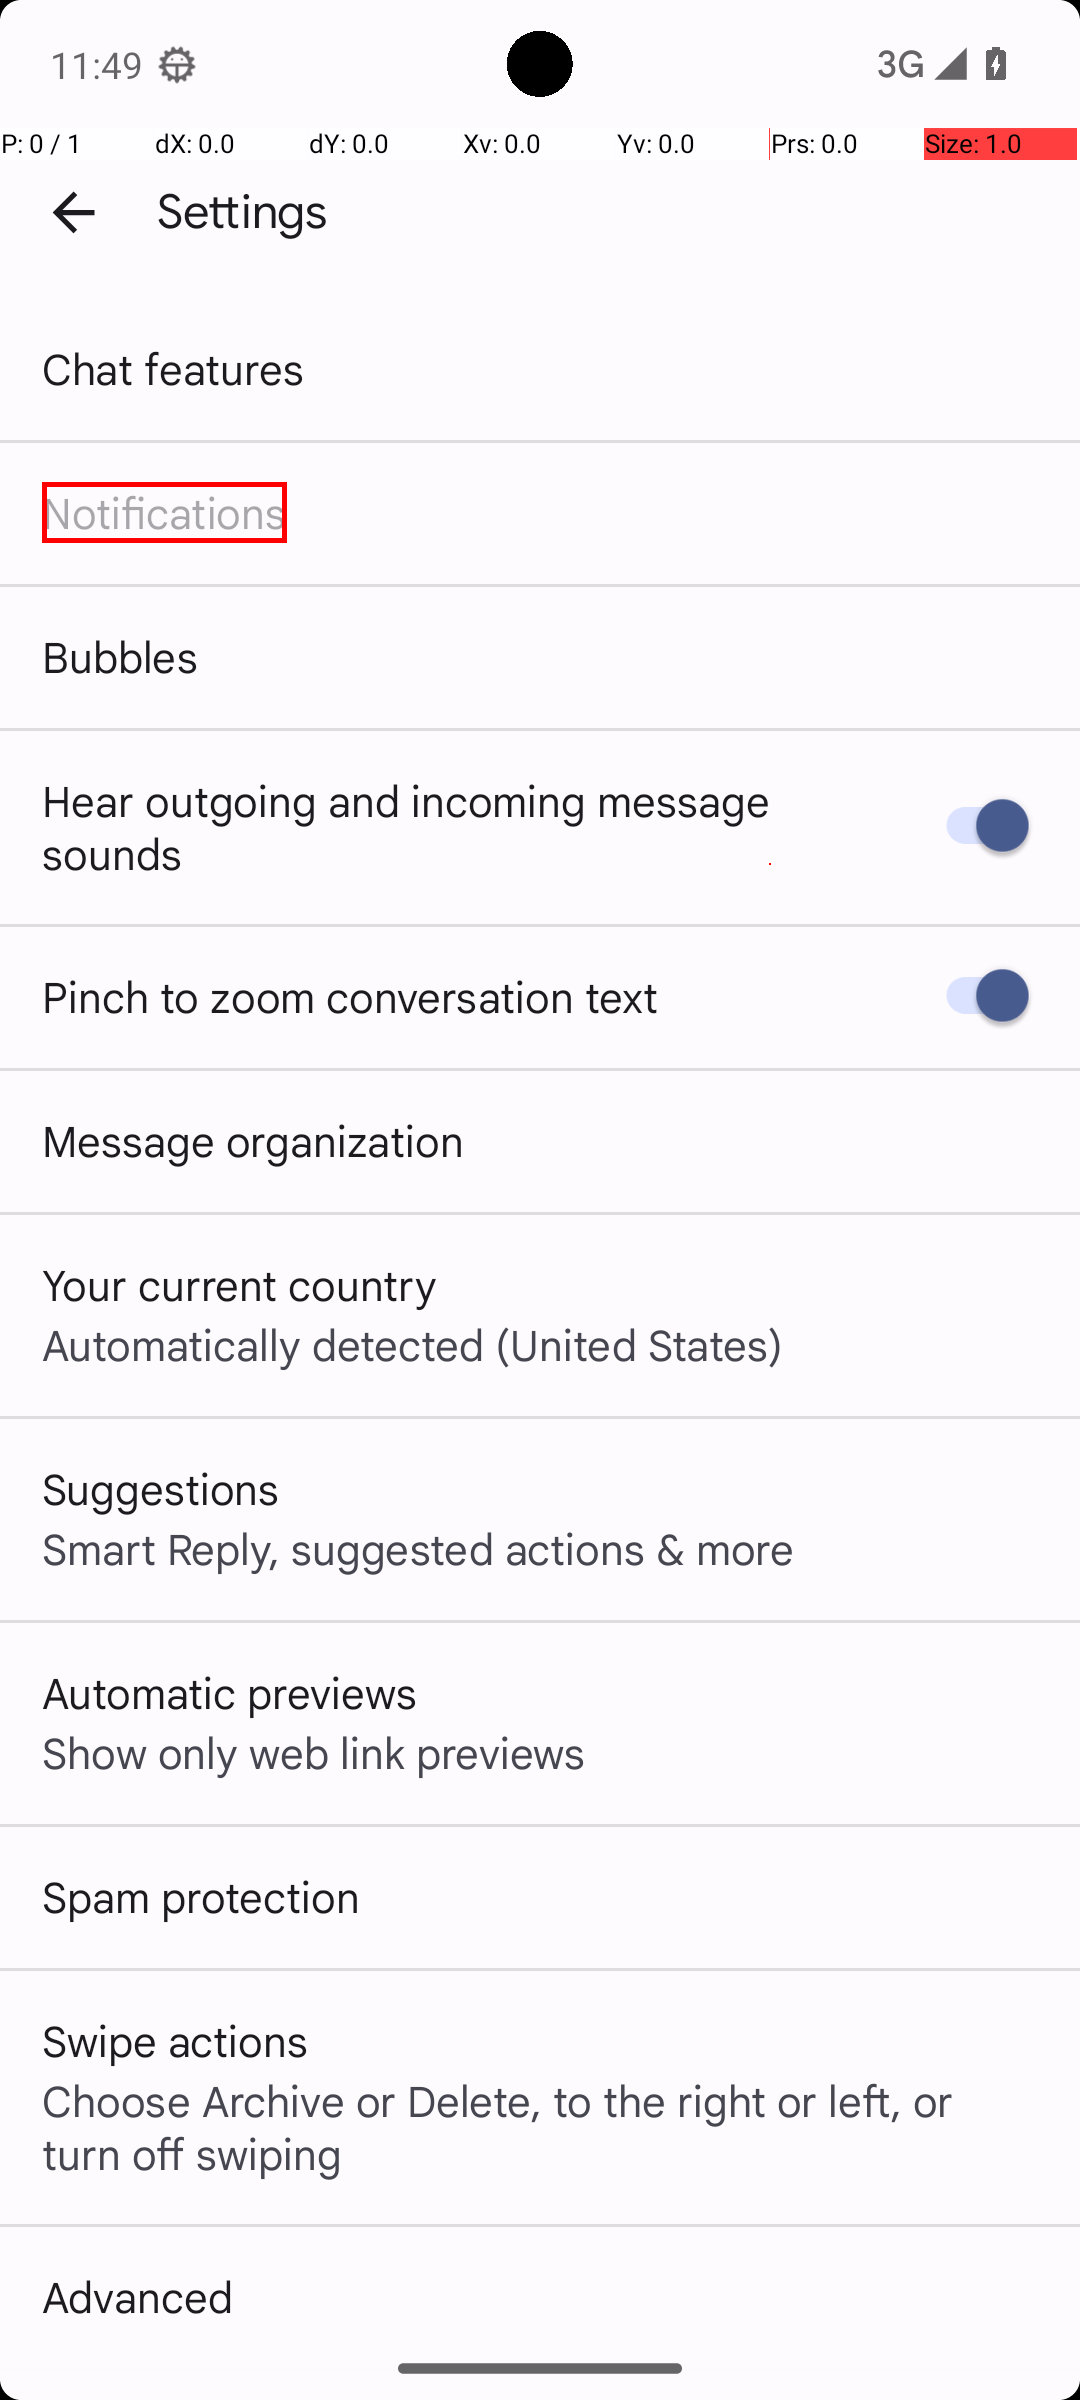 11:49
3G
P: 0 / 1 dX: 0.0 dY: 0.0 Xv: 0.0 Yv: 0.0 Prs: 0.0 Size: 1.0
Settings
Chat features
Notifications
Bubbles
Hear outgoing and incoming message
sounds
Pinch to zoom conversation text
Message organization
Your current country
Automatically detected (United States)
Suggestions
Smart Reply, suggested actions & more
Automatic previews
Show only web link previews
Spam protection
Swipe actions
Choose Archive or Delete, to the right or left, or
turn off swiping
Advanced